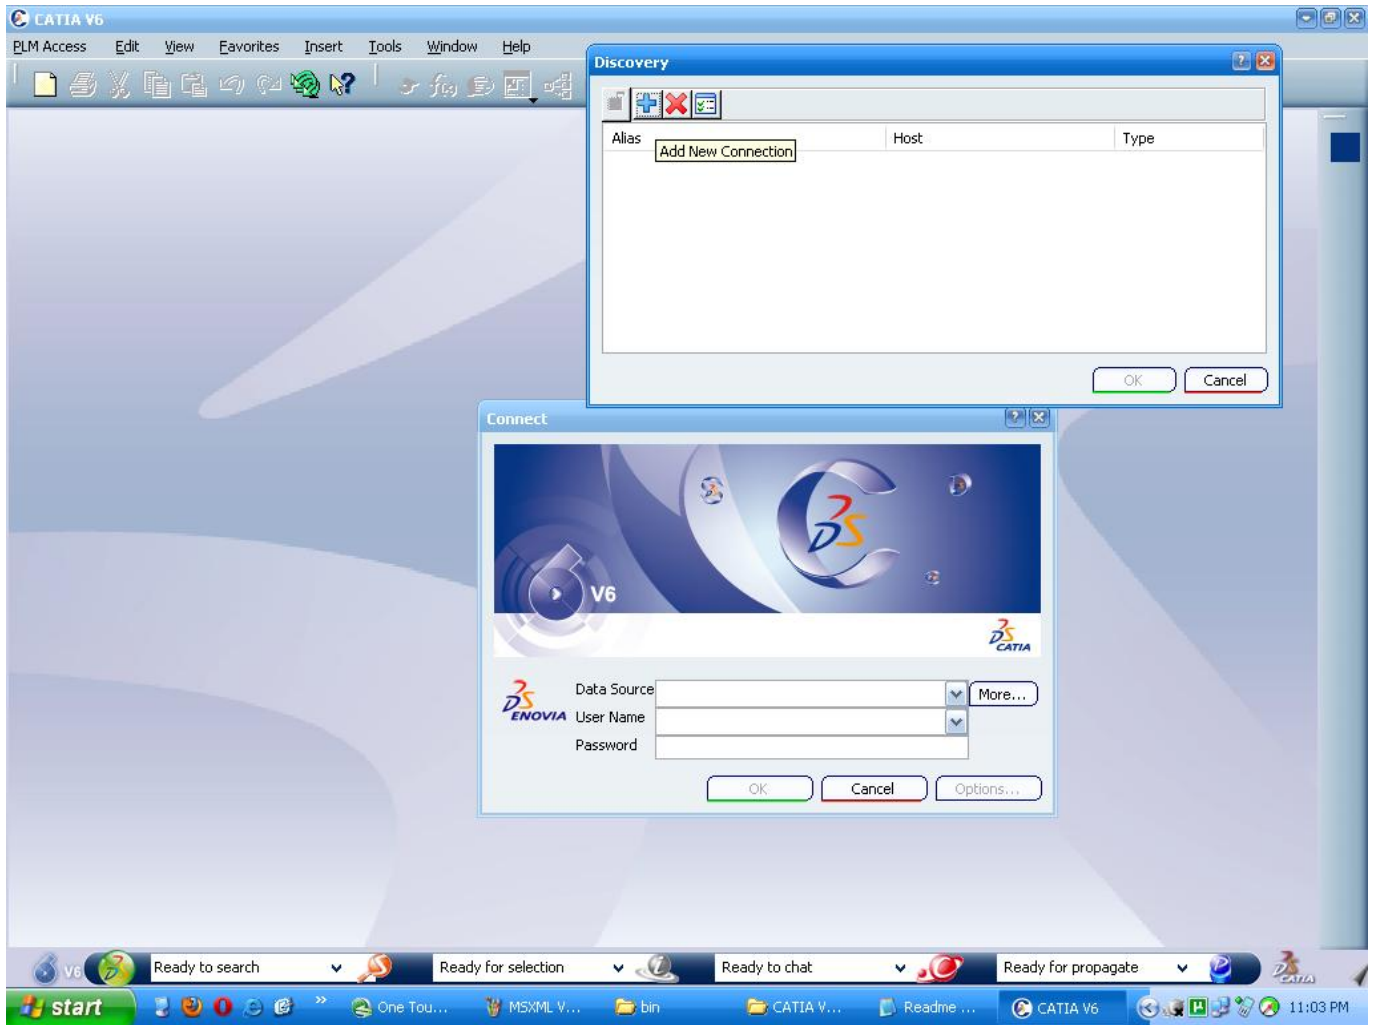 CATIA V6
PLM Access Edit View Favorites Insert Tools Window Help
Discovery
Alias Host Type
Add New Connection
OK Cancel
Connect
V6
CATIA
ENOVIA
Data Source More...
User Name
Password
OK Cancel Options...
V6 Ready to search Ready for selection Ready to chat Ready for propagate CATIA
start One Tou... MSXML V... bin CATIA V... Readme ... CATIA V6 11:03 PM